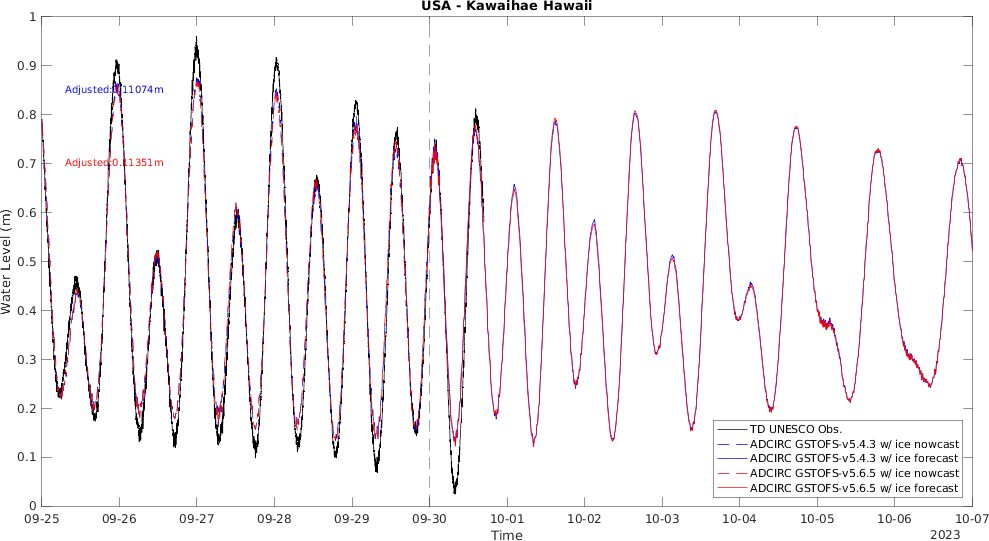 USA - Kawaihae Hawaii
1
0.9
0.8
0.7
0.6
0.5
0.4
0.3
0.2
0.1
0
Water Level (m)
Adjusted:0.11074m
Adjusted:0.11351m
TD UNESCO Obs.
ADCIRC GSTOFS-v5.4.3 w/ ice nowcast
ADCIRC GSTOFS-v5.4.3 w/ ice forecast
ADCIRC GSTOFS-v5.6.5 w/ ice nowcast
ADCIRC GSTOFS-v5.6.5 w/ ice forecast
09-25 09-26 09-27 09-28 09-29 09-30 10-01 10-02 10-03 10-04 10-05 10-06 10-07
Time
2023